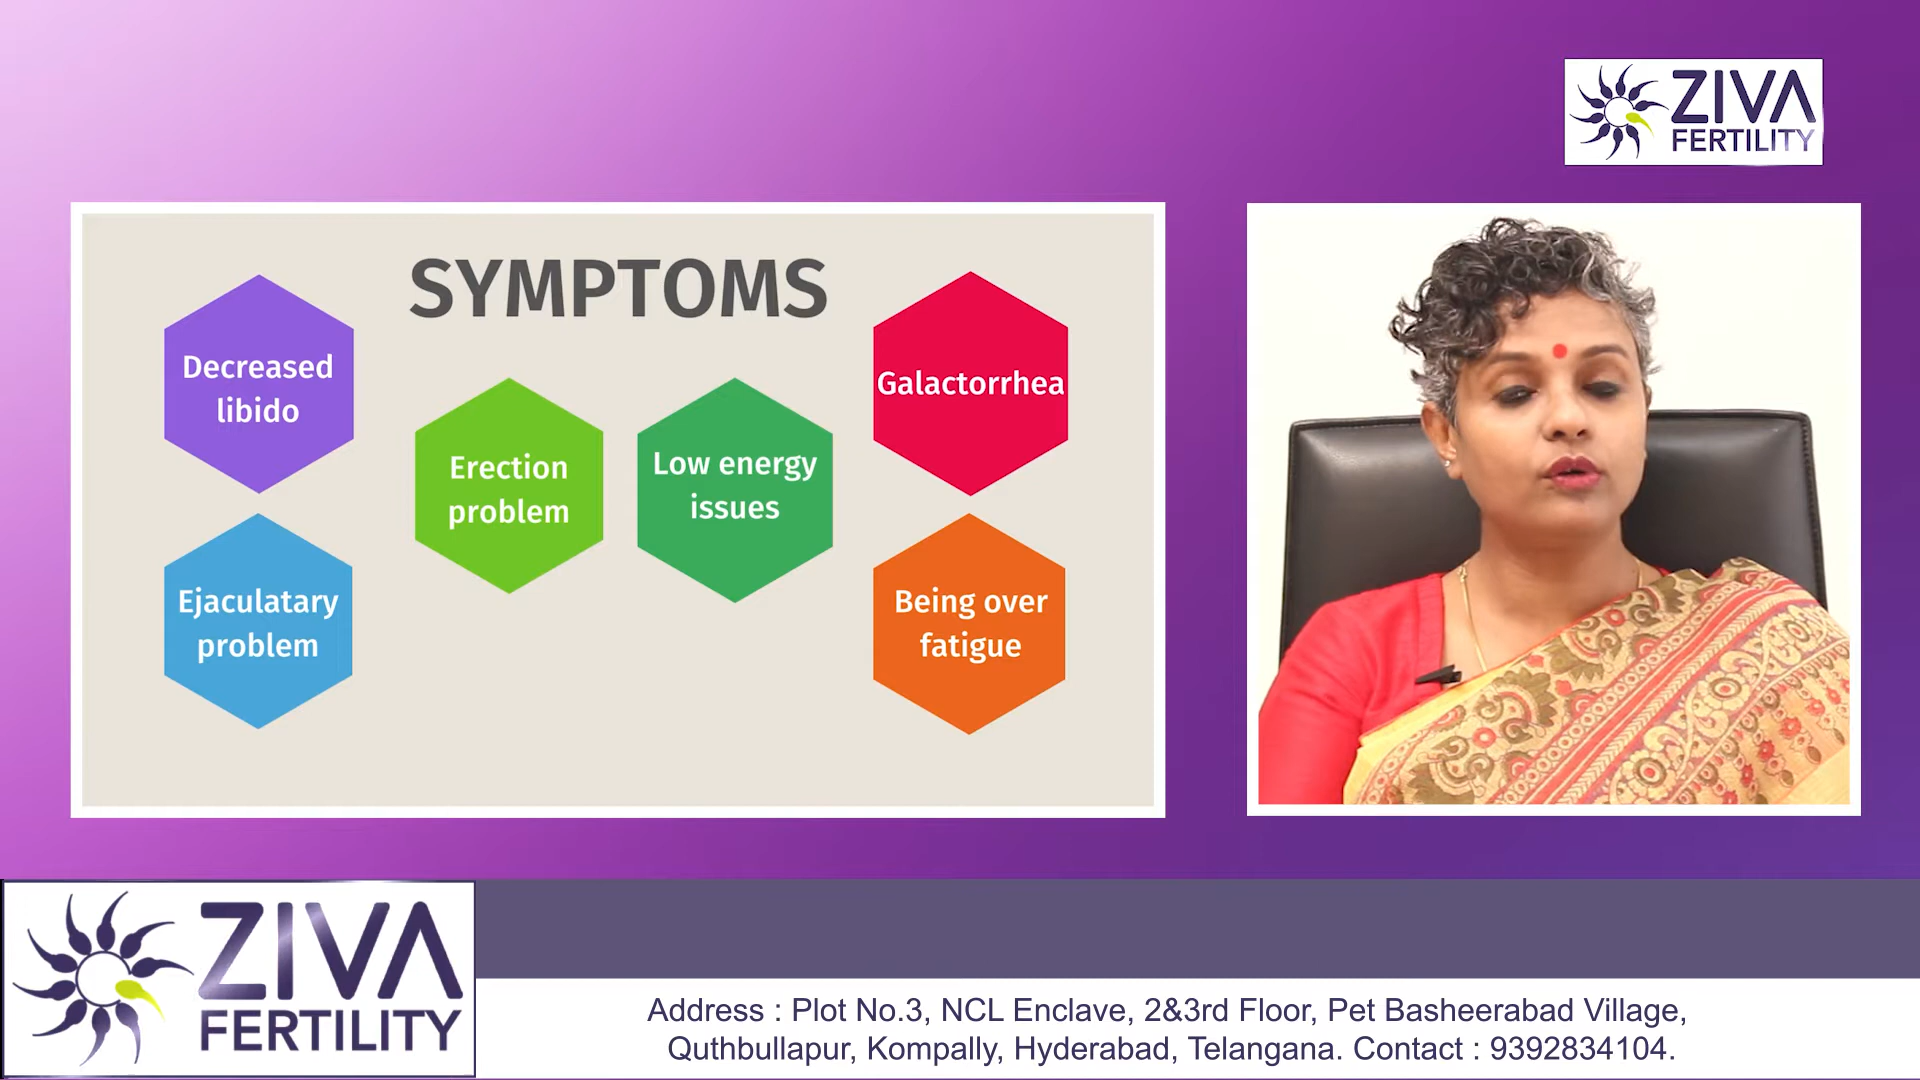 ZIVA
FERTILITY
SYMPTOMS
Decreased
libido
Erection
problem
Low energy
issues
Galactorrhea
Ejaculatary
problem
Being over
fatigue
ZIVA
FERTILITY
Address : Plot No.3, NCL Enclave, 2&3rd Floor, Pet Basheerabad Village,
Quthbullapur, Kompally, Hyderabad, Telangana. Contact : 9392834104.